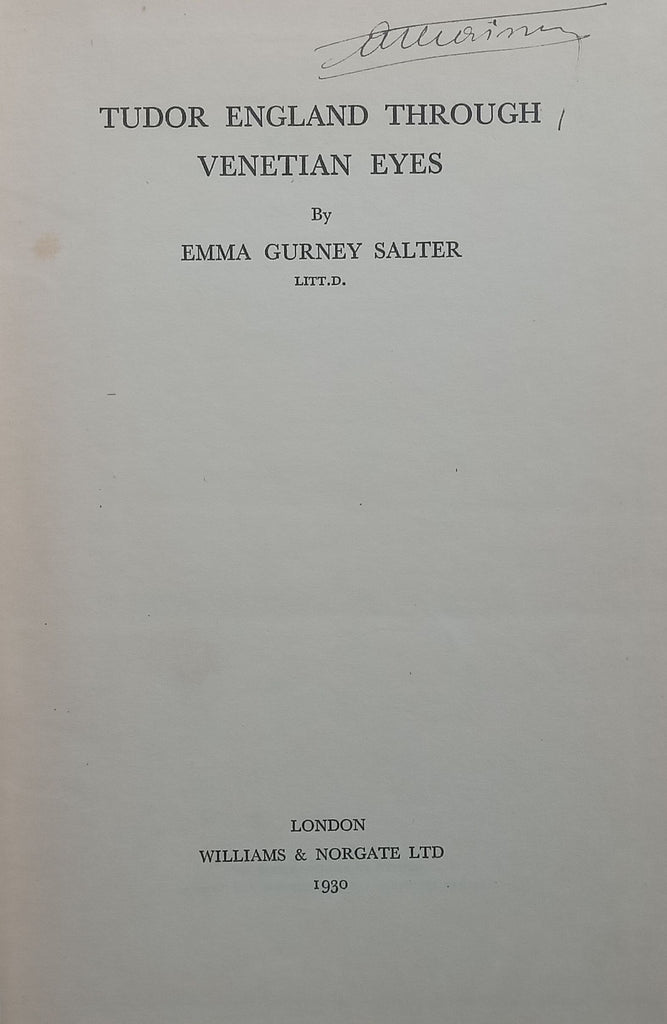 TUDOR ENGLAND THROUGH
VENETIAN EYES
By
EMMA GURNEY SALTER
LITT.D.
LONDON
WILLIAMS & NORGATE LTD
1930